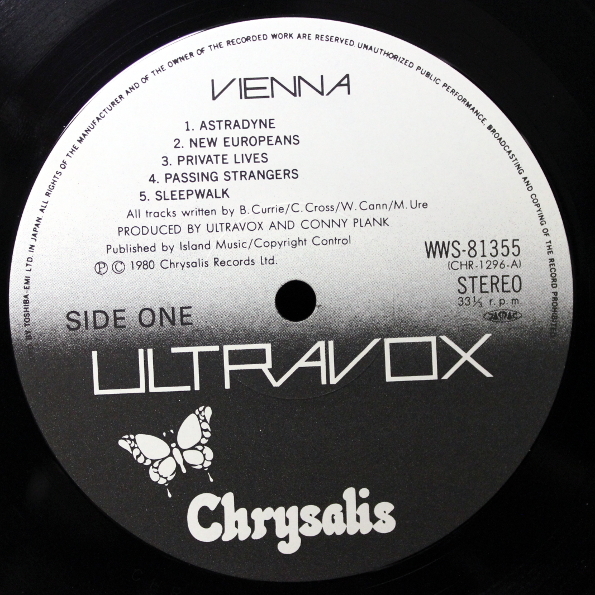 BY TOSHIBA-EMI LTD. IN JAPAN. ALL RIGHTS OF THE MANUFACTURER AND OF THE OWNER OF THE RECORDED WORK ARE RESERVED. UNAUTHORIZED PUBLIC PERFORMANCE, BROADCASTING AND COPYING OF THE RECORD PROHIBITED
VIENNA
1. ASTRADYNE
2. NEW EUROPEANS
3. PRIVATE LIVES
4. PASSING STRANGERS
5. SLEEPWALK
All tracks written by B.Currie/C.Cross/W.Cann/M.Ure
PRODUCED BY ULTRAVOX AND CONNY PLANK
Published by Island Music/Copyright Control
Ⓟ © 1980 Chrysalis Records Ltd.
WWS-81355
(CHR-1296-A)
STEREO
33⅓ r.p.m.
JASRAC
SIDE ONE
ULTRAVOX
Chrysalis